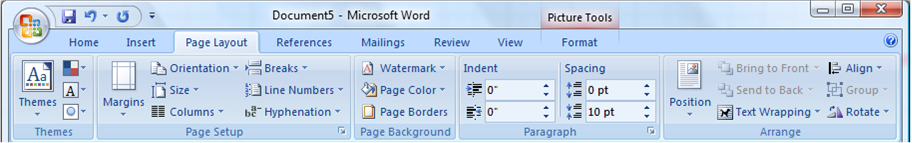 Document5 - Microsoft Word
Picture Tools
Home Insert Page Layout References Mailings Review View Format
Aa
Themes
A
Themes
Margins
Orientation
Size
Columns
Breaks
Line Numbers
Hyphenation
Page Setup
Watermark
Page Color
Page Borders
Page Background
Indent
0"
0"
Spacing
0 pt
10 pt
Paragraph
Position
Bring to Front
Send to Back
Text Wrapping
Align
Group
Rotate
Arrange